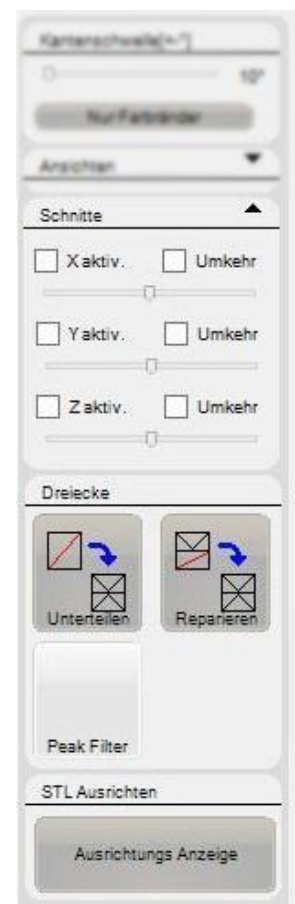 Kantenschwelle[+-°]
10°
Nur Farbränder
Ansichten
Schnitte
X aktiv. Umkehr
Y aktiv. Umkehr
Z aktiv. Umkehr
Dreiecke
Unterteilen Reparieren
Peak Filter
STL Ausrichten
Ausrichtungs Anzeige